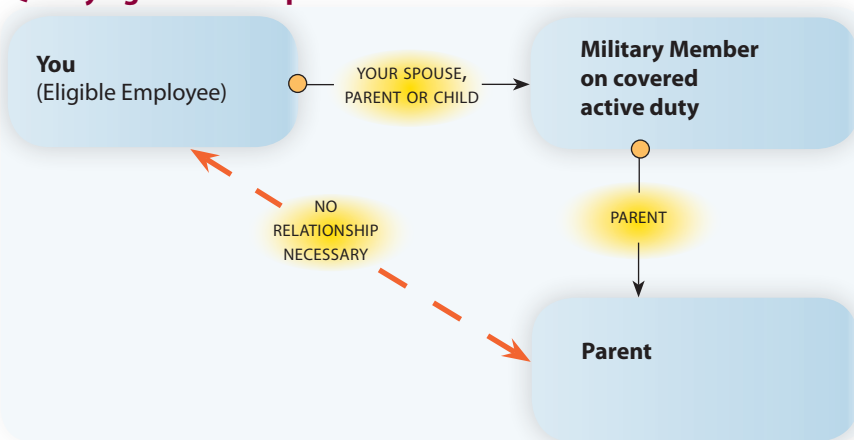 You
(Eligible Employee)
YOUR SPOUSE,
PARENT OR CHILD
Military Member
on covered
active duty
NO
RELATIONSHIP
NECESSARY
PARENT
Parent